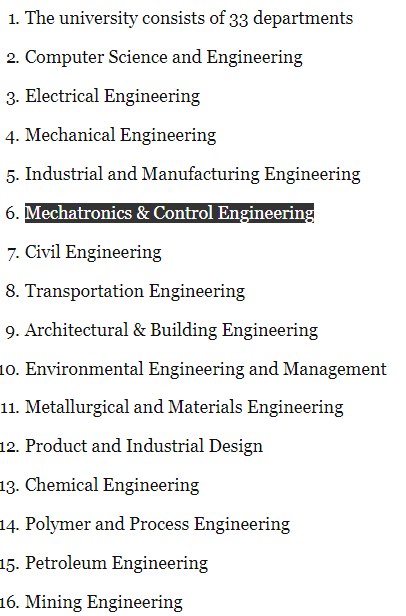 1. The university consists of 33 departments
2. Computer Science and Engineering
3. Electrical Engineering
4. Mechanical Engineering
5. Industrial and Manufacturing Engineering
6. Mechatronics & Control Engineering
7. Civil Engineering
8. Transportation Engineering
9. Architectural & Building Engineering
10. Environmental Engineering and Management
11. Metallurgical and Materials Engineering
12. Product and Industrial Design
13. Chemical Engineering
14. Polymer and Process Engineering
15. Petroleum Engineering
16. Mining Engineering